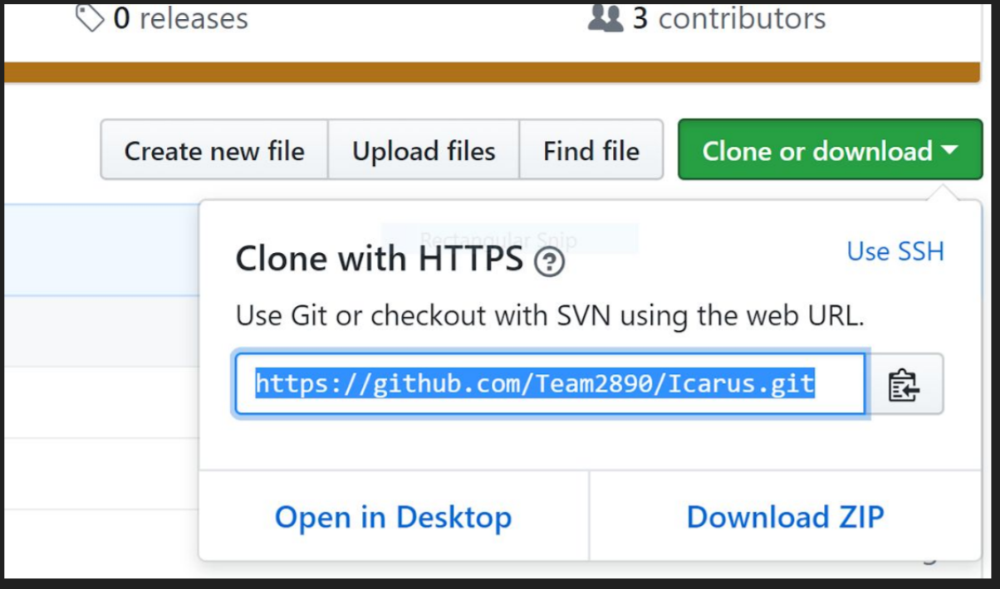 0 releases
3 contributors
Create new file
Upload files
Find file
Clone or download
Rectangular Snip
Clone with HTTPS
Use SSH
Use Git or checkout with SVN using the web URL.
https://github.com/Team2890/Icarus.git
Open in Desktop
Download ZIP